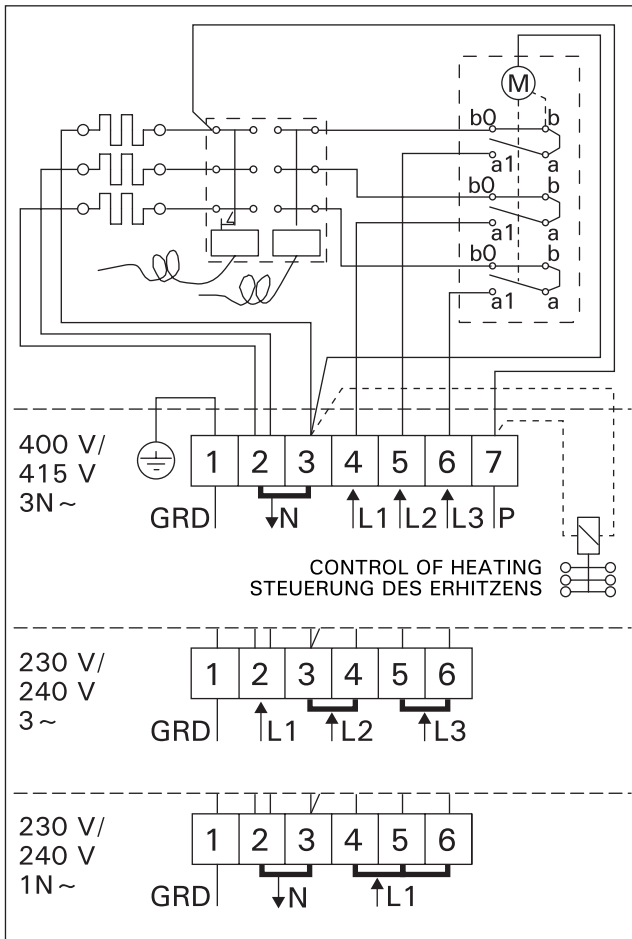 M
b0 b
a1 a
b0 b
a1 a
b0 b
a1 a
400 V/
415 V
3N~
1 2 3 4 5 6 7
GRD N L1 L2 L3 P
CONTROL OF HEATING
STEUERUNG DES ERHITZENS
230 V/
240 V
3~
1 2 3 4 5 6
GRD L1 L2 L3
230 V/
240 V
1N~
1 2 3 4 5 6
GRD N L1